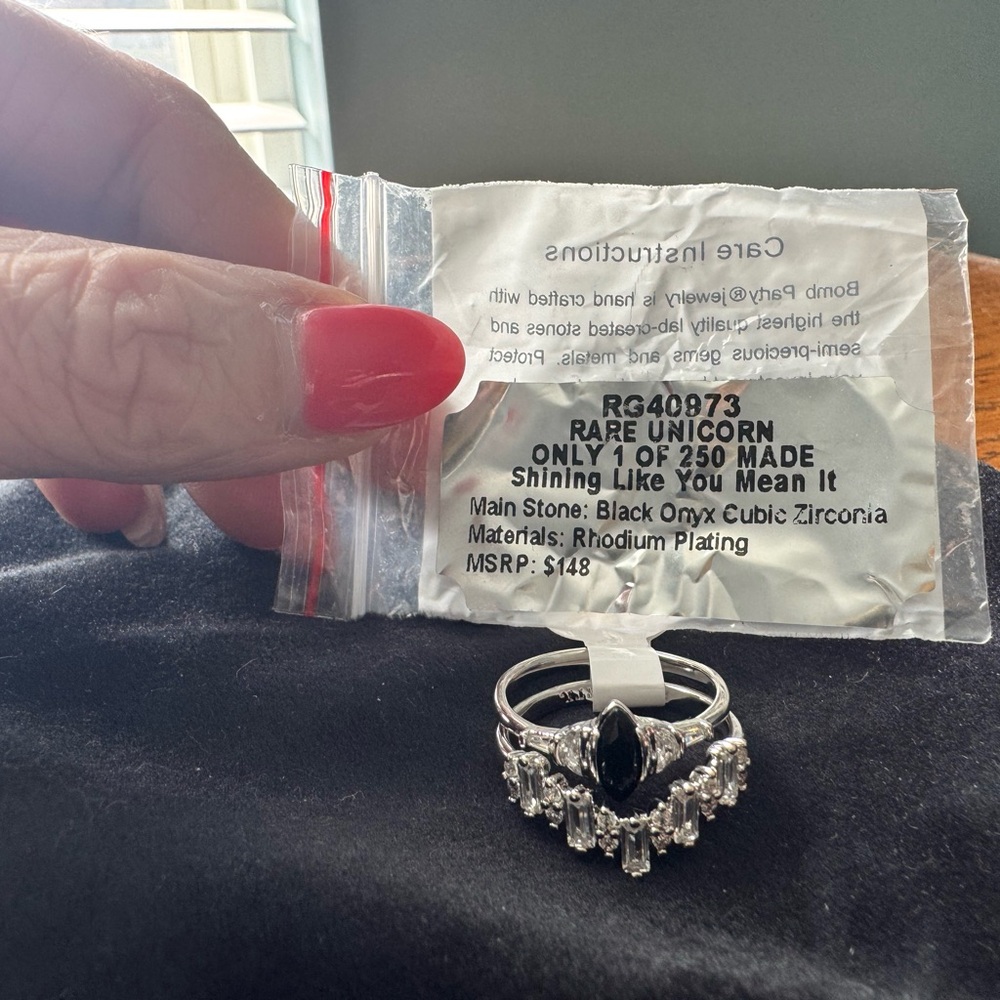 Care Instructions
Bomb Party® jewelry is hand crafted with
the highest quality lab-created stones and
semi-precious gems and metals. Protect
RG40973
RARE UNICORN
ONLY 1 OF 250 MADE
Shining Like You Mean It
Main Stone: Black Onyx Cubic Zirconia
Materials: Rhodium Plating
MSRP: $148